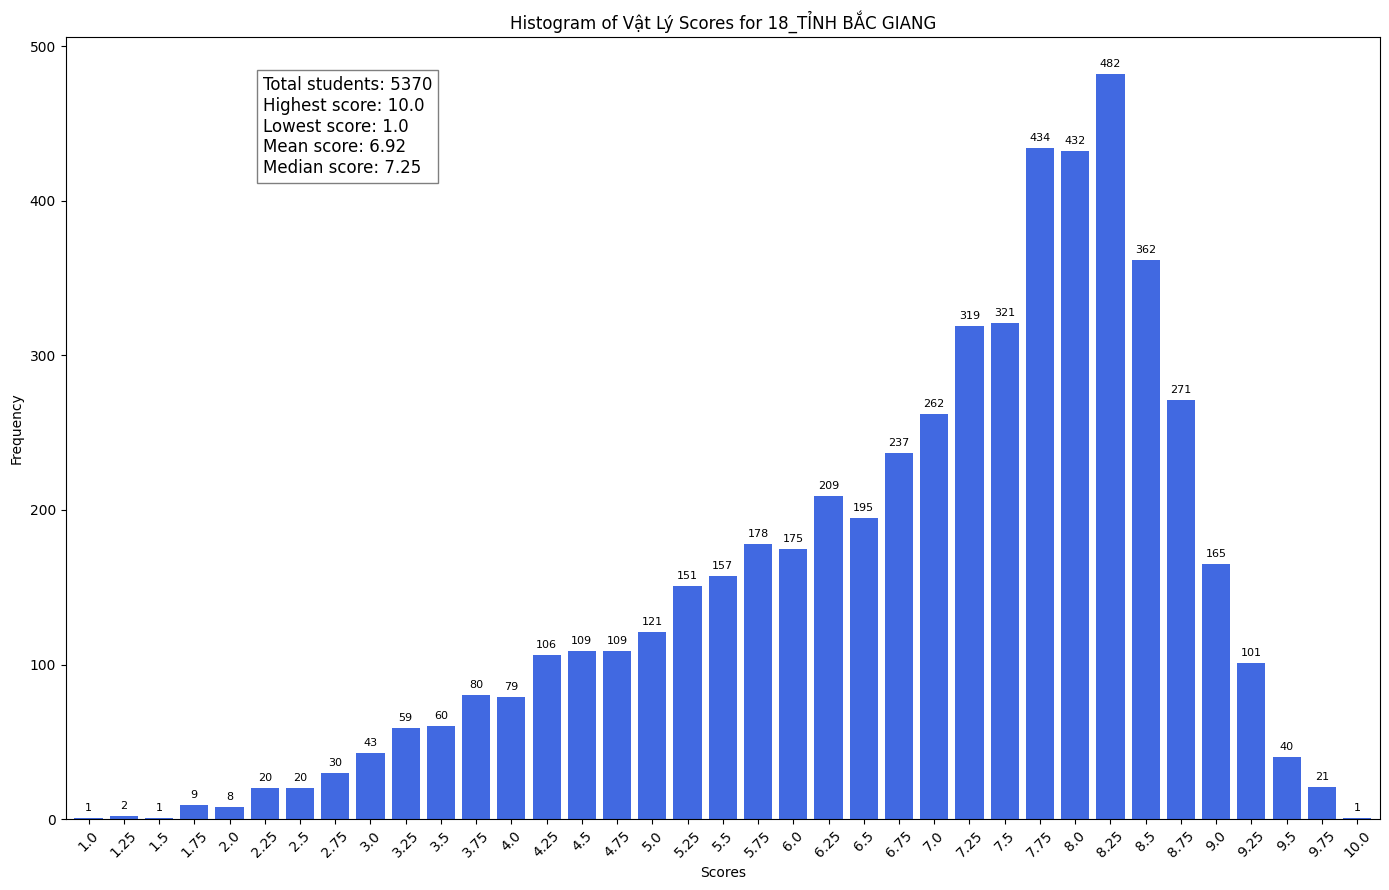 Histogram of Vật Lý Scores for 18_TỈNH BẮC GIANG
Total students: 5370
Highest score: 10.0
Lowest score: 1.0
Mean score: 6.92
Median score: 7.25
Frequency
500
400
300
200
100
0
1 2 1 9 8 20 20 30 43 59 60 80 79 106 109 109 121 151 157 178 175 209 195 237 262 319 321 434 432 482 362 271 165 101 40 21 1
1.0 1.25 1.5 1.75 2.0 2.25 2.5 2.75 3.0 3.25 3.5 3.75 4.0 4.25 4.5 4.75 5.0 5.25 5.5 5.75 6.0 6.25 6.5 6.75 7.0 7.25 7.5 7.75 8.0 8.25 8.5 8.75 9.0 9.25 9.5 9.75 10.0
Scores